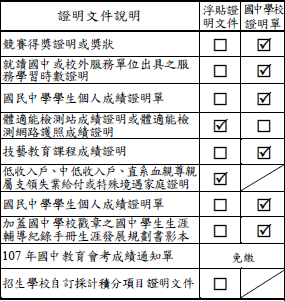 證明文件說明
浮貼證
明文件
國中學校
證明單
競賽得獎證明或獎狀
□ ☑
就讀國中或校外服務單位出具之服
務學習時數證明
□ ☑
國民中學學生個人成績證明單
□ ☑
體適能檢測站成績證明或體適能檢
測網路護照成績證明
☑ □
技藝教育課程成績證明
□ ☑
低收入戶、中低收入戶、直系血親尊親
屬支領失業給付或特殊境遇家庭證明
☑
國民中學學生個人成績證明單
□ ☑
加蓋國中學校戳章之國中學生生涯
輔導紀錄手冊生涯發展規劃書影本
□ ☑
107 年國中教育會考成績通知單
免繳
招生學校自訂採計積分項目證明文件
□